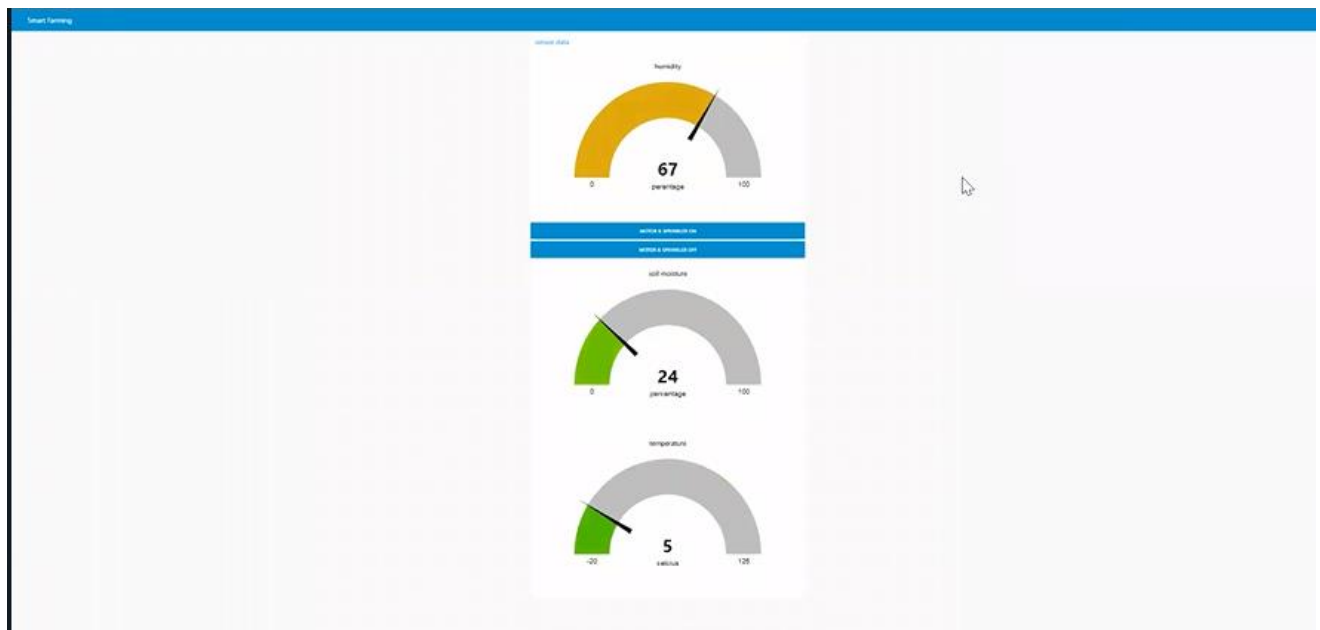 Smart Farming
sensor data
humidity
67
0
percentage
100
MOTOR & SPRINKLER ON
MOTOR & SPRINKLER OFF
soil moisture
24
0
percentage
100
temperature
5
-20
celcius
125